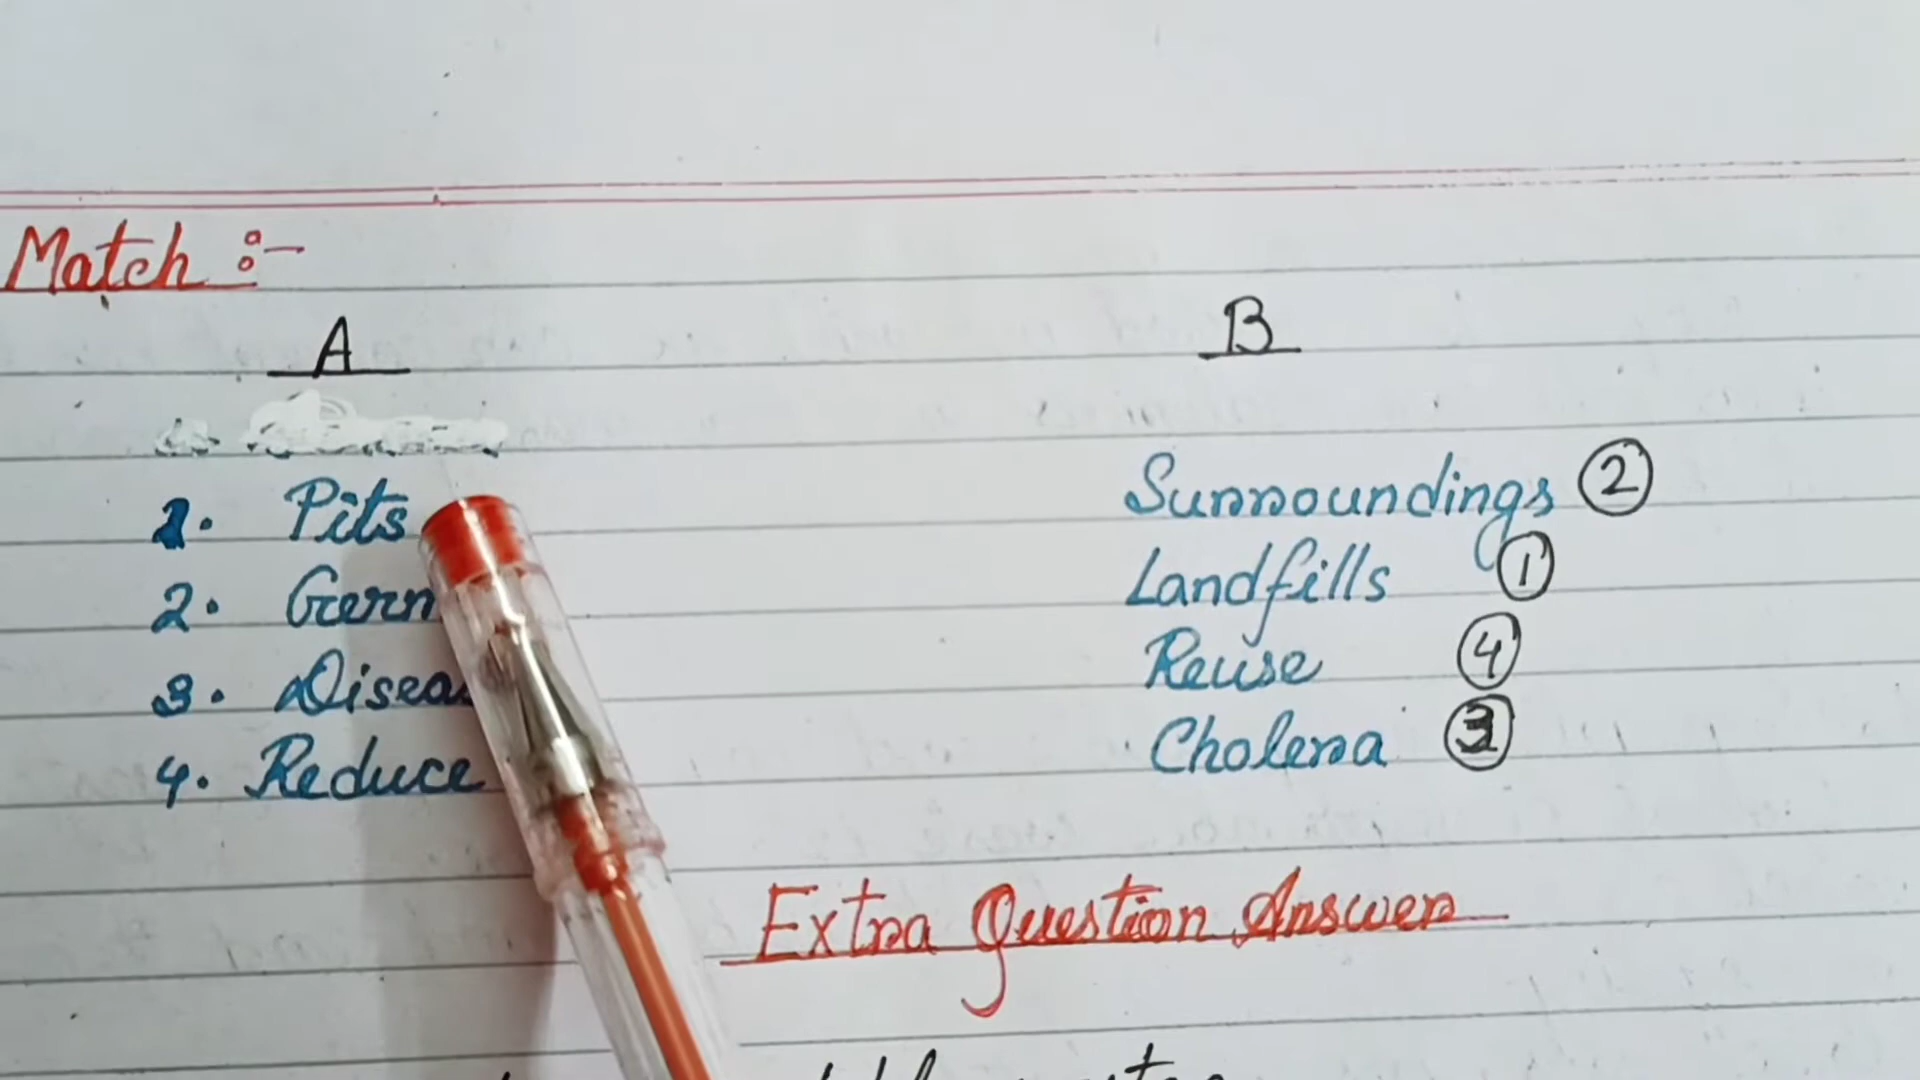 Match :-
A B
1. Pits Surroundings ②
2. Germ Landfills ①
3. Disea Reuse ④
4. Reduce Cholera ③
Extra Question Answer